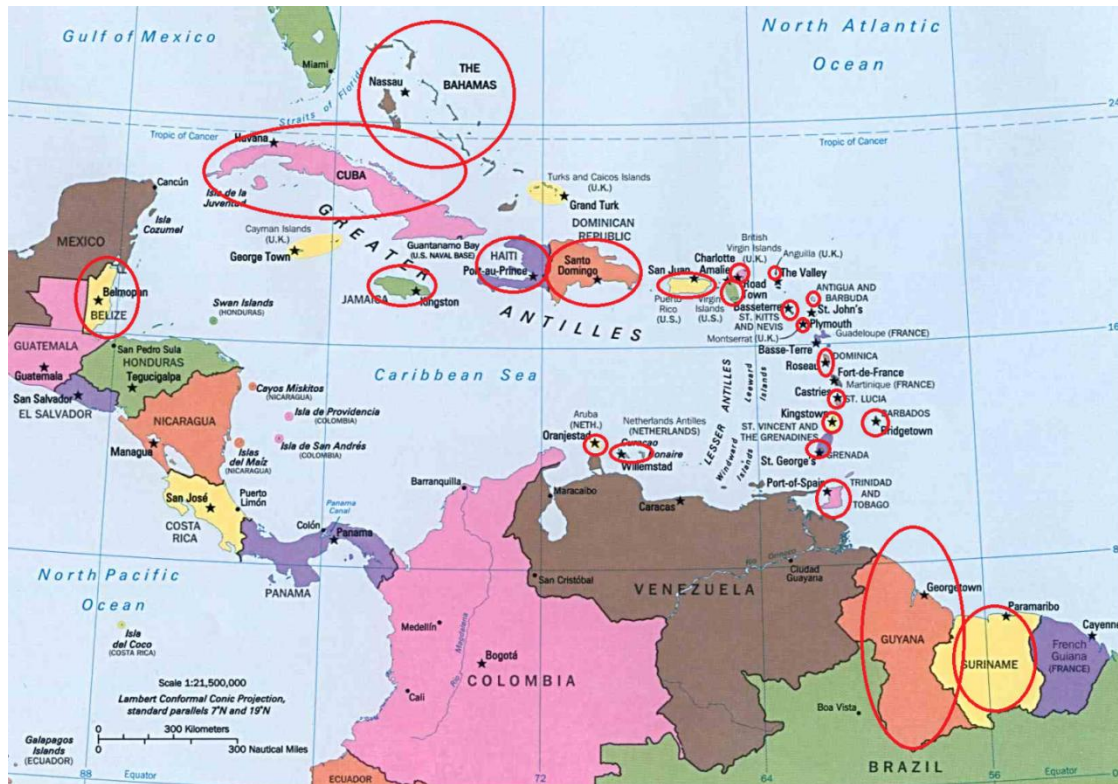 Gulf of Mexico
North Atlantic
Ocean
Miami
Straits of Florida
Nassau
THE
BAHAMAS
24
Tropic of Cancer
Tropic of Cancer
Havana
CUBA
Cancún
Isla de la
Juventud
Isla
Cozumel
MEXICO
Turks and Caicos Islands
(U.K.)
Grand Turk
Cayman Islands
(U.K.)
George Town
GREATER
ANTILLES
Guantanamo Bay
(U.S. NAVAL BASE)
HAITI
Port-au-Prince
DOMINICAN
REPUBLIC
Santo
Domingo
JAMAICA
Kingston
San Juan
Puerto
Rico (U.S.)
Charlotte
Amalie
Virgin
Islands
(U.S.)
British
Virgin Islands
(U.K.)
Road
Town
Anguilla (U.K.)
The Valley
ANTIGUA AND
BARBUDA
St. John's
Basseterre
ST. KITTS
AND NEVIS
Plymouth
Montserrat (U.K.)
16
Guadeloupe (FRANCE)
Basse-Terre
DOMINICA
Roseau
Fort-de-France
Martinique (FRANCE)
Castries
ST. LUCIA
Kingstown
ST. VINCENT AND
THE GRENADINES
BARBADOS
Bridgetown
GRENADA
St. George's
Port-of-Spain
TRINIDAD
AND
TOBAGO
LESSER ANTILLES
Leeward
Islands
Windward
Islands
Belmopan
BELIZE
Swan Islands
(HONDURAS)
GUATEMALA
Guatemala
San Pedro Sula
HONDURAS
Tegucigalpa
San Salvador
EL SALVADOR
Caribbean Sea
NICARAGUA
Managua
Cayos Miskitos
(NICARAGUA)
Isla de Providencia
(COLOMBIA)
Isla de San Andrés
(COLOMBIA)
Islas
del Maíz
(NICARAGUA)
Aruba
(NETH.)
Oranjestad
Netherlands Antilles
(NETHERLANDS)
Curacao
Bonaire
Willemstad
San José
COSTA
RICA
Puerto
Limón
Panama
Canal
Colón
Panama
PANAMA
Barranquilla
Maracaibo
Caracas
San Cristóbal
VENEZUELA
Rio Orinoco
Ciudad
Guayana
8
North Pacific
Ocean
Isla
del Coco
(COSTA RICA)
Medellín
Bogotá
COLOMBIA
Cali
Georgetown
GUYANA
Paramaribo
SURINAME
Cayenne
French
Guiana
(FRANCE)
Boa Vista
BRAZIL
Scale 1:21,500,000
Lambert Conformal Conic Projection,
standard parallels 7°N and 19°N
0
300 Kilometers
0
300 Nautical Miles
Galapagos
Islands
(ECUADOR)
88
Equator
ECUADOR
72
64
56
Equator